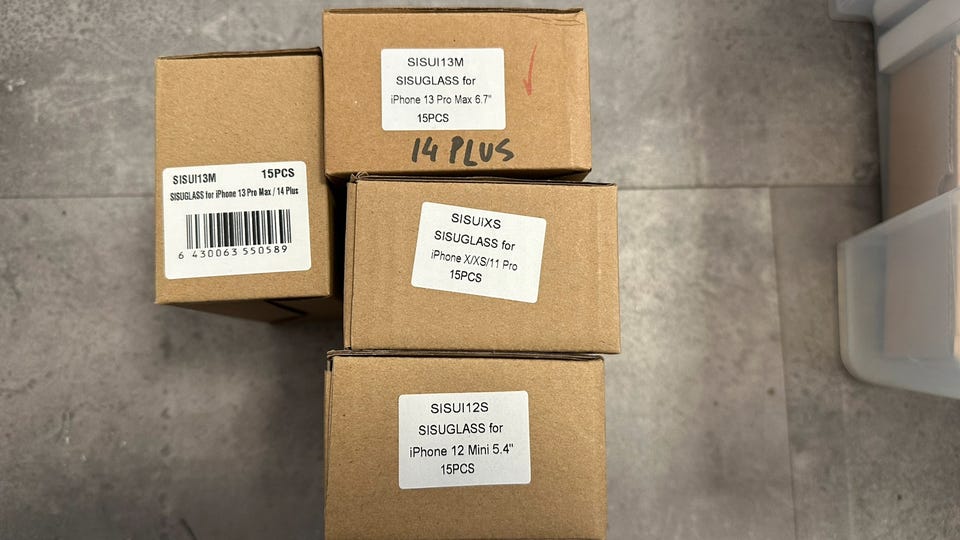 SISUI13M 15PCS
SISUGLASS for iPhone 13 Pro Max / 14 Plus
6 430063 550589
SISUI13M
SISUGLASS for
iPhone 13 Pro Max 6.7"
15PCS
14 PLUS
SISUIXS
SISUGLASS for
iPhone X/XS/11 Pro
15PCS
SISUI12S
SISUGLASS for
iPhone 12 Mini 5.4"
15PCS